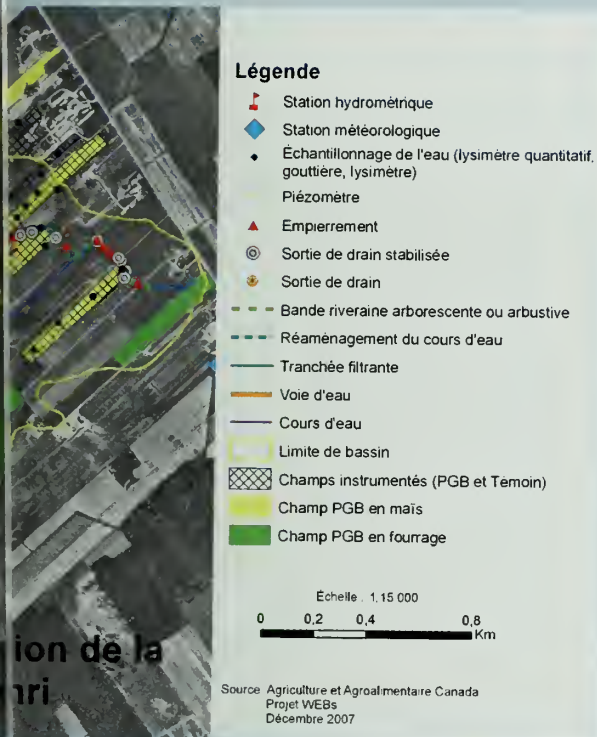 Légende
Station hydrométrique
Station météorologique
Échantillonnage de l'eau (lysimètre quantitatif,
gouttière, lysimètre)
Piézomètre
Empierrement
Sortie de drain stabilisée
Sortie de drain
Bande riveraine arborescente ou arbustive
Réaménagement du cours d'eau
Tranchée filtrante
Voie d'eau
Cours d'eau
Limite de bassin
Champs instrumentés (PGB et Témoin)
Champ PGB en maïs
Champ PGB en fourrage
Échelle : 1,15 000
0 0,2 0,4 0,8
Km
ion de la
nri
Source Agriculture et Agroalimentaire Canada
Projet WEBs
Décembre 2007